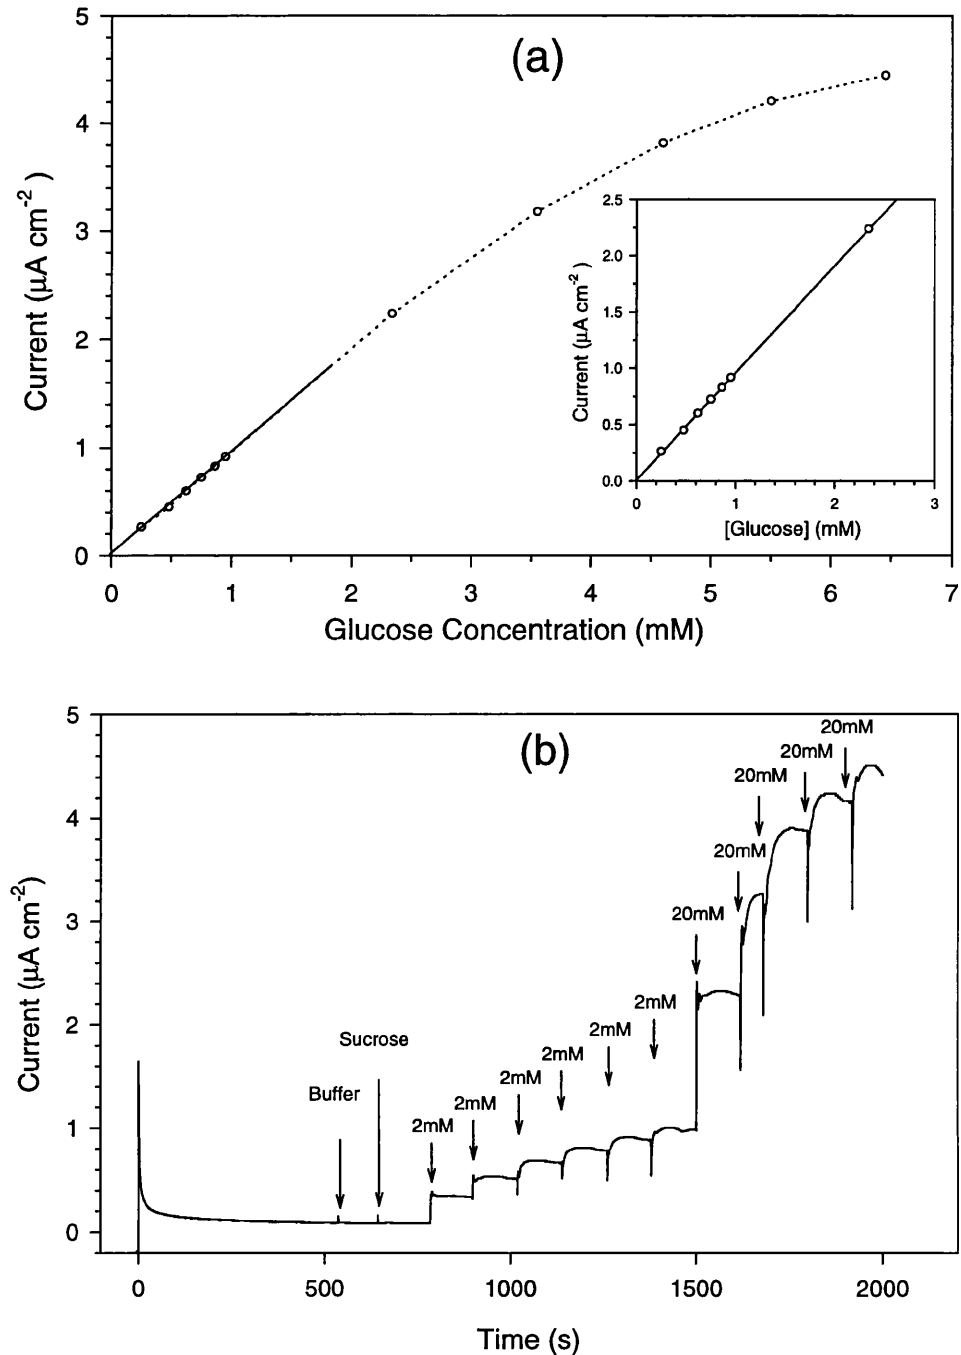 (a)
5
4
3
2
1
0
Current (μA cm-2)
0 1 2 3 4 5 6 7
Glucose Concentration (mM)
2.5
2.0
1.5
1.0
0.5
0.0
Current (μA cm-2)
0 1 2 3
[Glucose] (mM)
(b)
5
4
3
2
1
0
Current (μA cm-2)
Buffer
Sucrose
2mM
2mM
2mM
2mM
2mM
2mM
20mM
20mM
20mM
20mM
20mM
0 500 1000 1500 2000
Time (s)